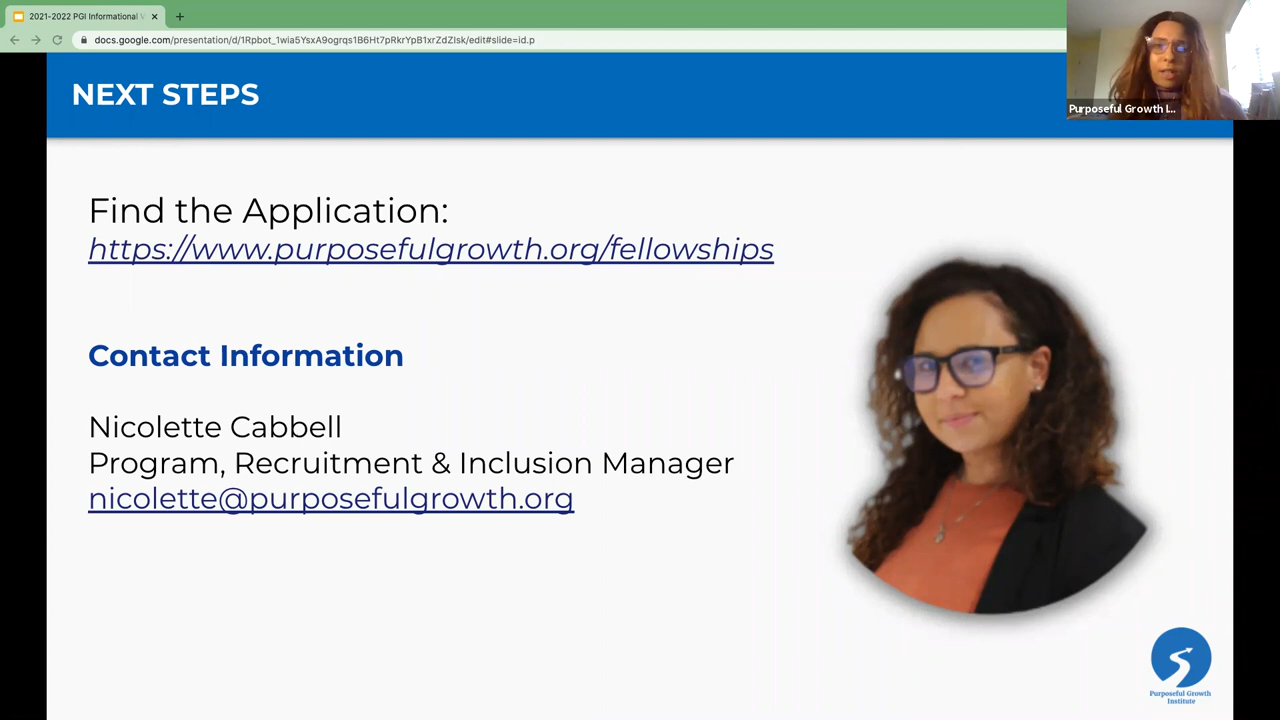 2021-2022 PGI Informational
docs.google.com/presentation/d/1Rpbot_1wia5YsxA9ogrqs1B6Ht7pRkrYpB1xrZdZIsk/edit#slide=id.p
NEXT STEPS
Purposeful Growth I...
Find the Application:
https://www.purposefulgrowth.org/fellowships
Contact Information
Nicolette Cabbell
Program, Recruitment & Inclusion Manager
nicolette@purposefulgrowth.org
Purposeful Growth
Institute